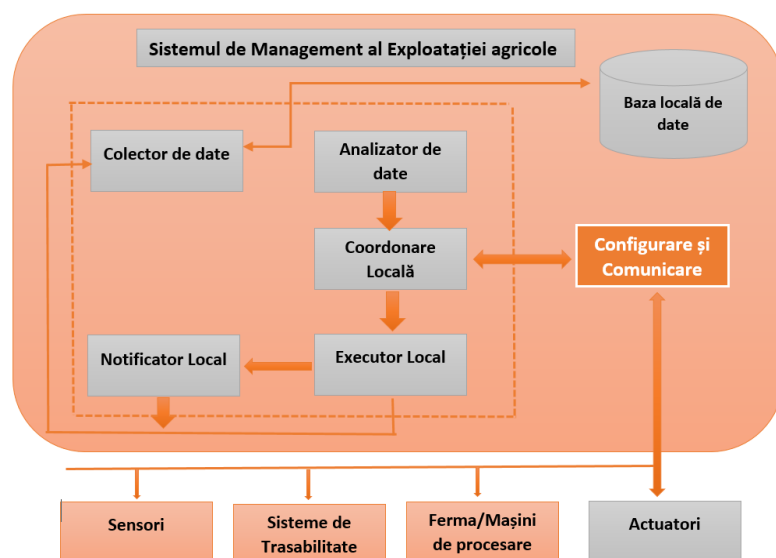 Sistemul de Management al Exploatației agricole
Baza locală de
date
Colector de date
Analizator de
date
Coordonare
Locală
Configurare și
Comunicare
Notificator Local
Executor Local
Sensori
Sisteme de
Trasabilitate
Ferma/Mașini
de procesare
Actuatori